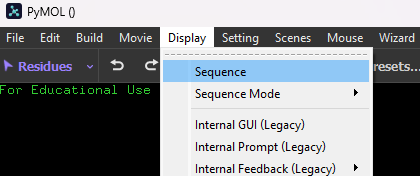 PyMOL ()
File Edit Build Movie Display Setting Scenes Mouse Wizard
Residues resets...
For Educational Use
Sequence
Sequence Mode
Internal GUI (Legacy)
Internal Prompt (Legacy)
Internal Feedback (Legacy)